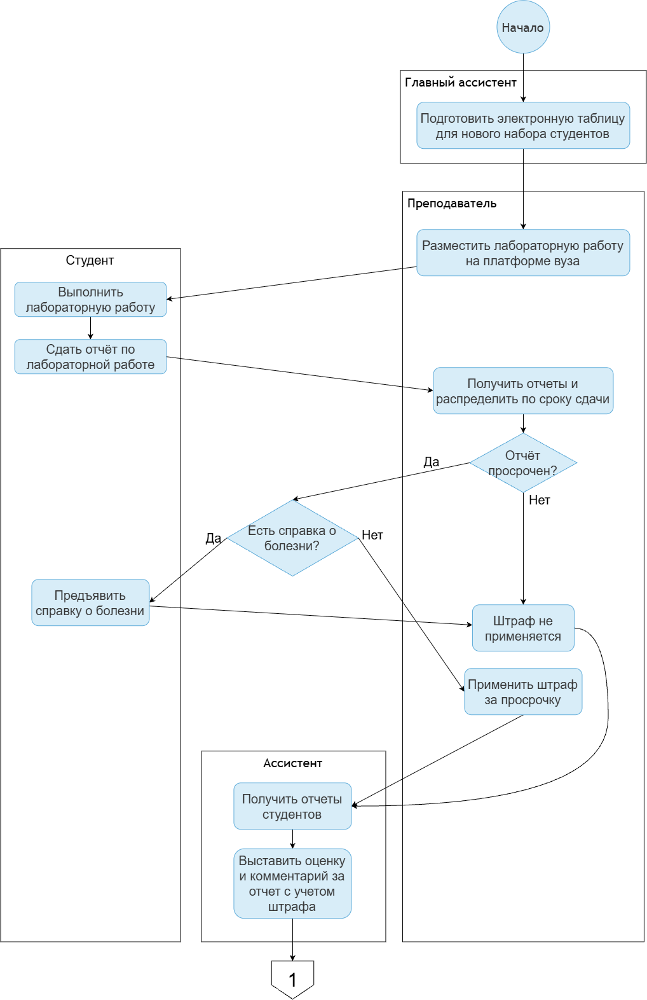 Начало
Главный ассистент
Подготовить электронную таблицу
для нового набора студентов
Преподаватель
Разместить лабораторную работу
на платформе вуза
Студент
Выполнить
лабораторную работу
Сдать отчёт по
лабораторной работе
Получить отчеты и
распределить по сроку сдачи
Отчёт
просрочен?
Да
Нет
Есть справка о
болезни?
Да
Нет
Предъявить
справку о болезни
Штраф не
применяется
Применить штраф
за просрочку
Ассистент
Получить отчеты
студентов
Выставить оценку
и комментарий за
отчет с учетом
штрафа
1